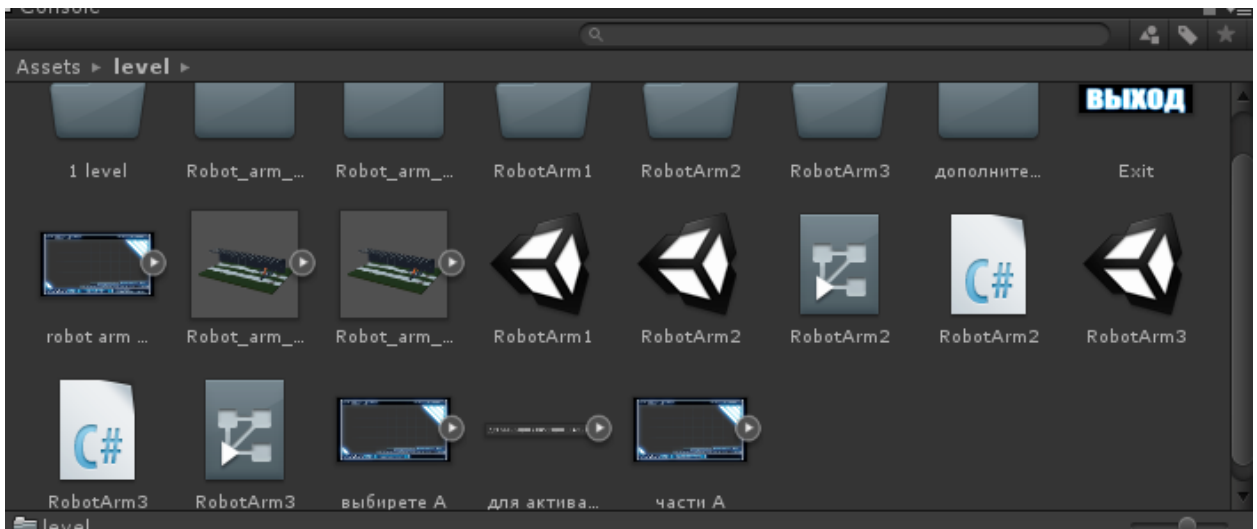 Console
Assets ▸ level ▸
ВЫХОД
1 level Robot_arm_... Robot_arm_... RobotArm1 RobotArm2 RobotArm3 дополните... Exit
C#
robot arm ... Robot_arm_... Robot_arm_... RobotArm1 RobotArm2 RobotArm2 RobotArm2 RobotArm3
C#
RobotArm3 RobotArm3 выбирете А для актива... части А
level